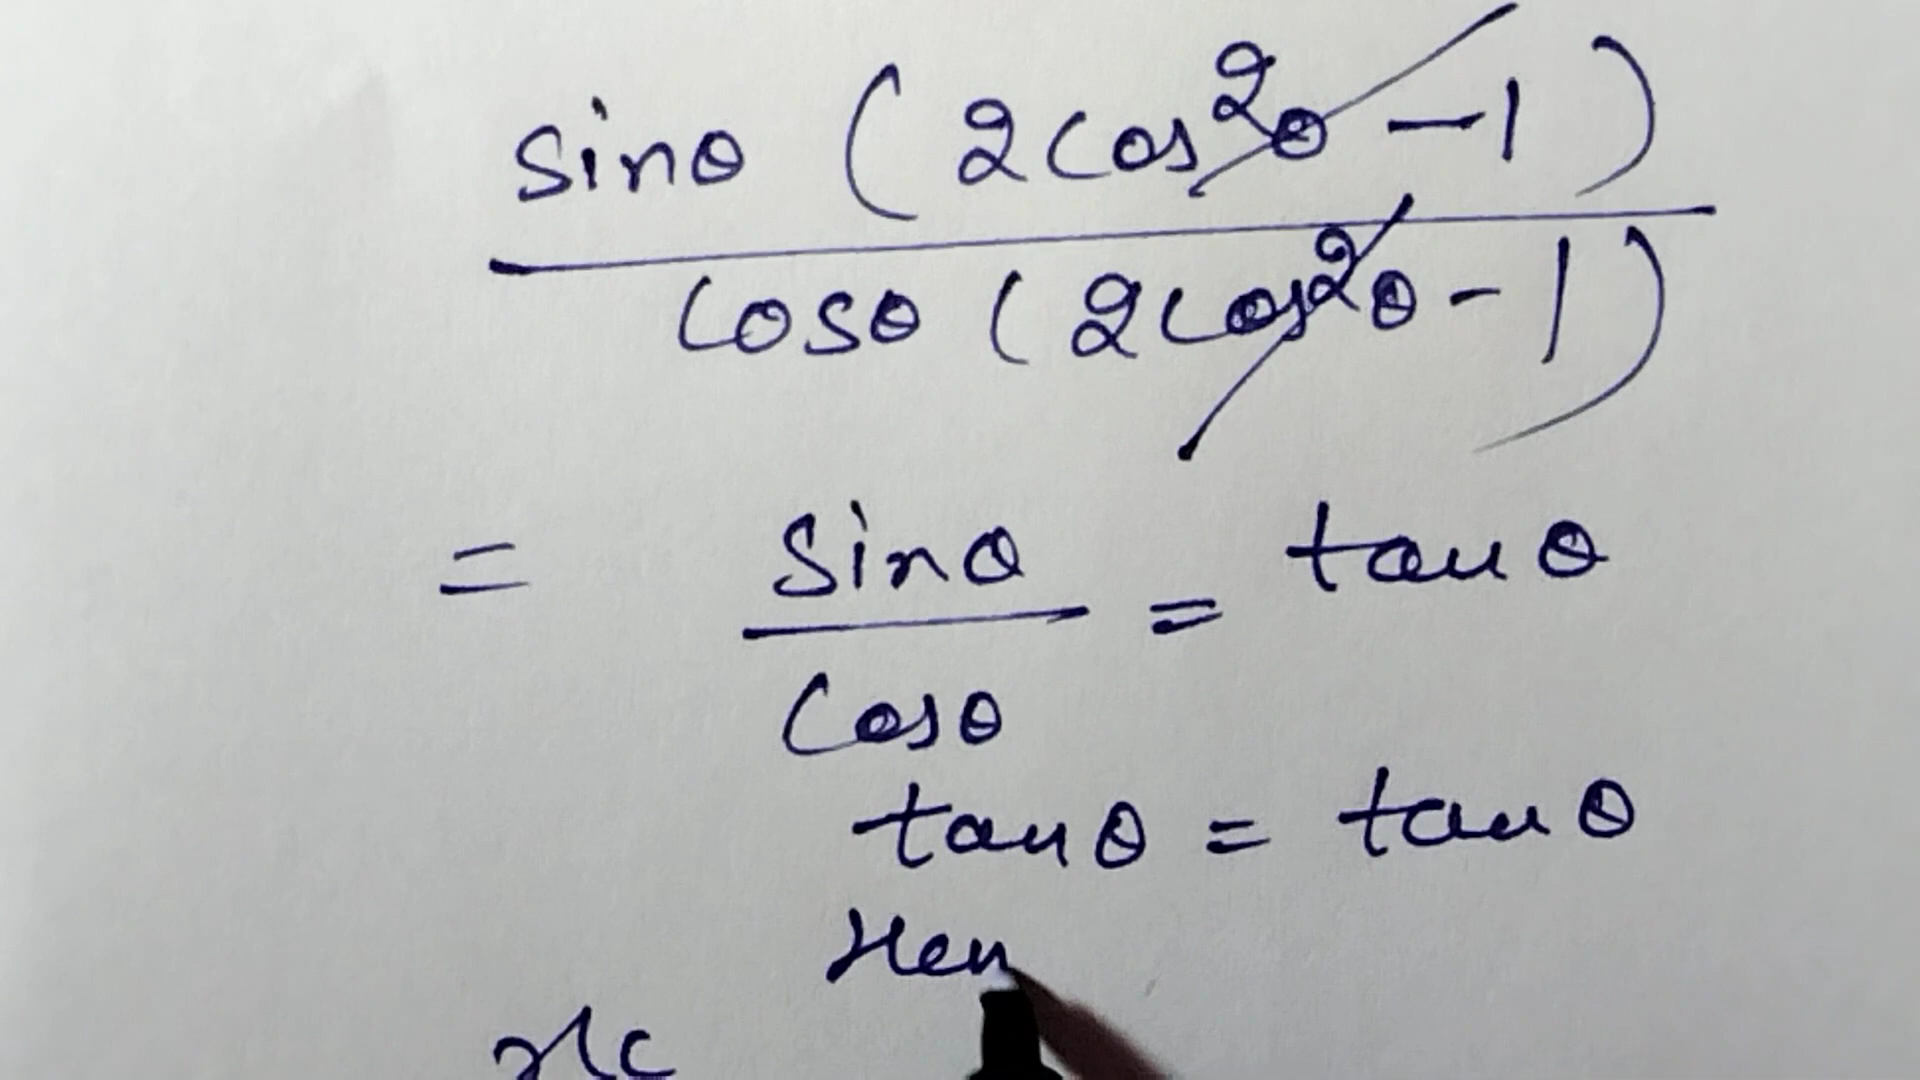 sinθ (2cos²θ -1)
cosθ (2cos²θ -1)
= sinθ = tanθ
cosθ
tanθ = tanθ
Hen